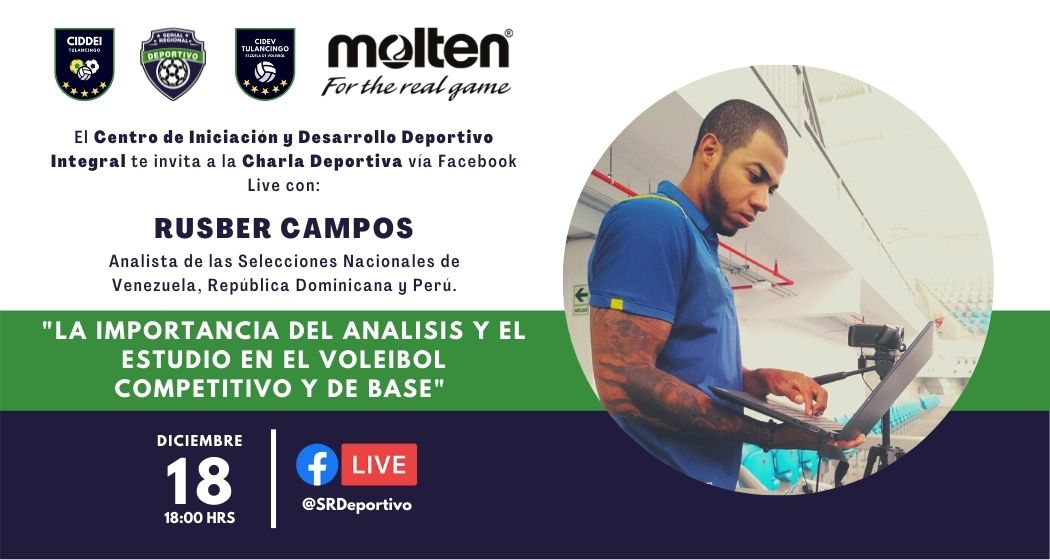 CIDDEI
TULANCINGO
SERIAL REGIONAL
DEPORTIVO
CIDEV
TULANCINGO
ESCUELA DE VOLEIBOL
molten®
For the real game
El Centro de Iniciación y Desarrollo Deportivo
Integral te invita a la Charla Deportiva vía Facebook
Live con:
RUSBER CAMPOS
Analista de las Selecciones Nacionales de
Venezuela, República Dominicana y Perú.
"LA IMPORTANCIA DEL ANALISIS Y EL
ESTUDIO EN EL VOLEIBOL
COMPETITIVO Y DE BASE"
DICIEMBRE
18
18:00 HRS
LIVE
@SRDeportivo